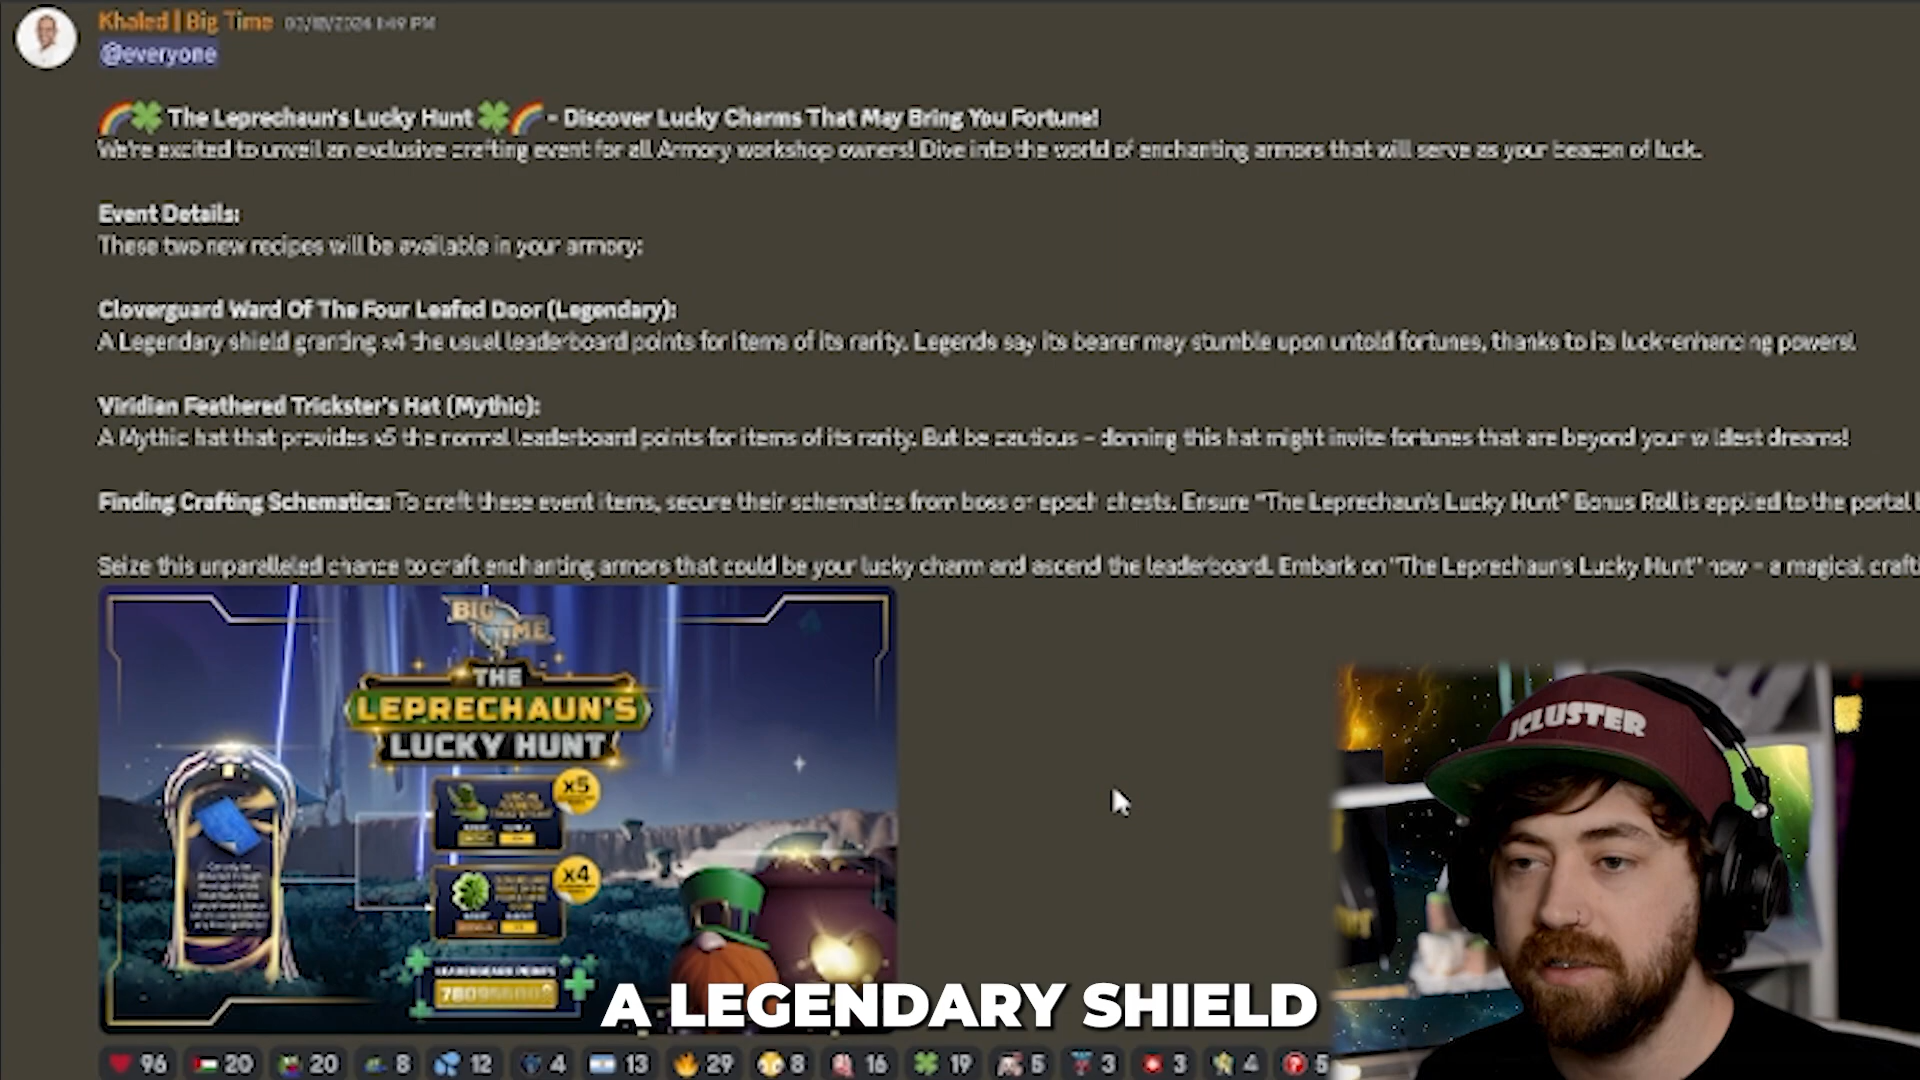 Khaled | Big Time
@everyone
The Leprechaun's Lucky Hunt - Discover Lucky Charms That May Bring You Fortune!
We're excited to unveil an exclusive crafting event for all Armory workshop owners! Dive into the world of enchanting armors that will serve as your beacon of luck.
Event Details:
These two new recipes will be available in your armory:
Cloverguard Ward Of The Four Leafed Door (Legendary):
A Legendary shield granting x4 the usual leaderboard points for items of its rarity. Legends say its bearer may stumble upon untold fortunes, thanks to its luck-enhancing powers!
Viridian Feathered Trickster's Hat (Mythic):
A Mythic hat that provides x5 the normal leaderboard points for items of its rarity. But be cautious - donning this hat might invite fortunes that are beyond your wildest dreams!
Finding Crafting Schematics: To craft these event items, secure their schematics from boss or epoch chests. Ensure "The Leprechaun's Lucky Hunt" Bonus Roll is applied to the portal
Seize this unparalleled chance to craft enchanting armors that could be your lucky charm and ascend the leaderboard. Embark on "The Leprechaun's Lucky Hunt" now - a magical craft
BIG TIME
THE
LEPRECHAUN'S
LUCKY HUNT
x5
x4
LEADERBOARD POINTS
JCLUSTER
A LEGENDARY SHIELD
96 20 20 8 12 4 13 29 8 16 19 5 3 3 4 5